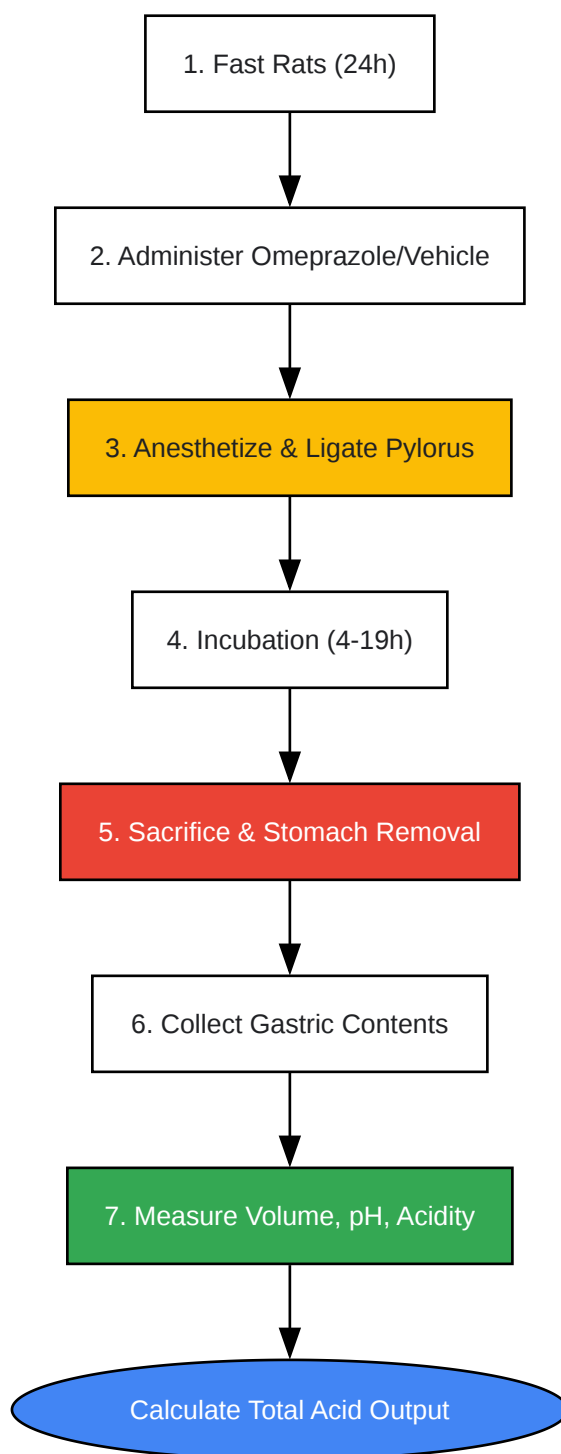 1. Fast Rats (24h)
2. Administer Omeprazole/Vehicle
3. Anesthetize & Ligate Pylorus
4. Incubation (4-19h)
5. Sacrifice & Stomach Removal
6. Collect Gastric Contents
7. Measure Volume, pH, Acidity
Calculate Total Acid Output